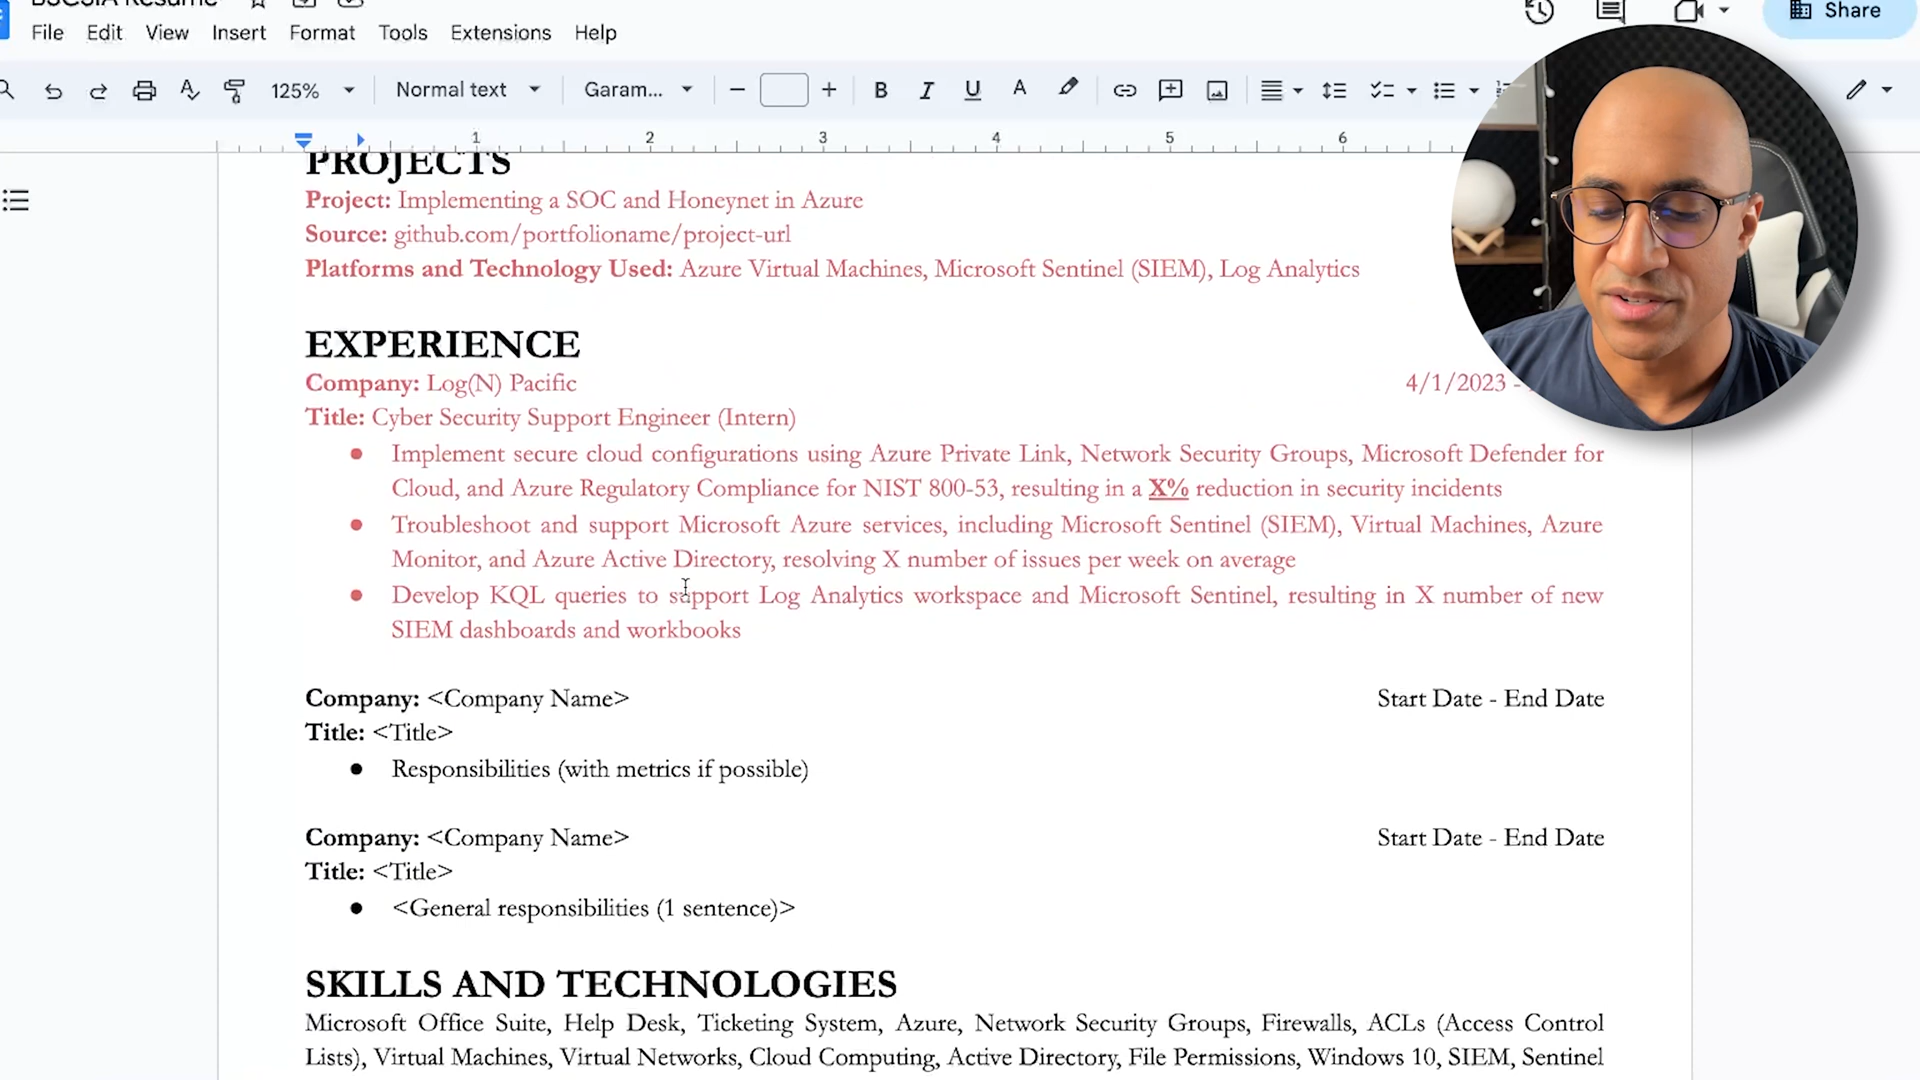 BSCSIA Resume
Share
File Edit View Insert Format Tools Extensions Help
125% Normal text Garam... B I U A
1 2 3 4 5 6
PROJECTS
Project: Implementing a SOC and Honeynet in Azure
Source: github.com/portfolioname/project-url
Platforms and Technology Used: Azure Virtual Machines, Microsoft Sentinel (SIEM), Log Analytics
EXPERIENCE
Company: Log(N) Pacific 4/1/2023 -
Title: Cyber Security Support Engineer (Intern)
● Implement secure cloud configurations using Azure Private Link, Network Security Groups, Microsoft Defender for
Cloud, and Azure Regulatory Compliance for NIST 800-53, resulting in a X% reduction in security incidents
● Troubleshoot and support Microsoft Azure services, including Microsoft Sentinel (SIEM), Virtual Machines, Azure
Monitor, and Azure Active Directory, resolving X number of issues per week on average
● Develop KQL queries to support Log Analytics workspace and Microsoft Sentinel, resulting in X number of new
SIEM dashboards and workbooks
Company: <Company Name> Start Date - End Date
Title: <Title>
● Responsibilities (with metrics if possible)
Company: <Company Name> Start Date - End Date
Title: <Title>
● <General responsibilities (1 sentence)>
SKILLS AND TECHNOLOGIES
Microsoft Office Suite, Help Desk, Ticketing System, Azure, Network Security Groups, Firewalls, ACLs (Access Control
Lists), Virtual Machines, Virtual Networks, Cloud Computing, Active Directory, File Permissions, Windows 10, SIEM, Sentinel